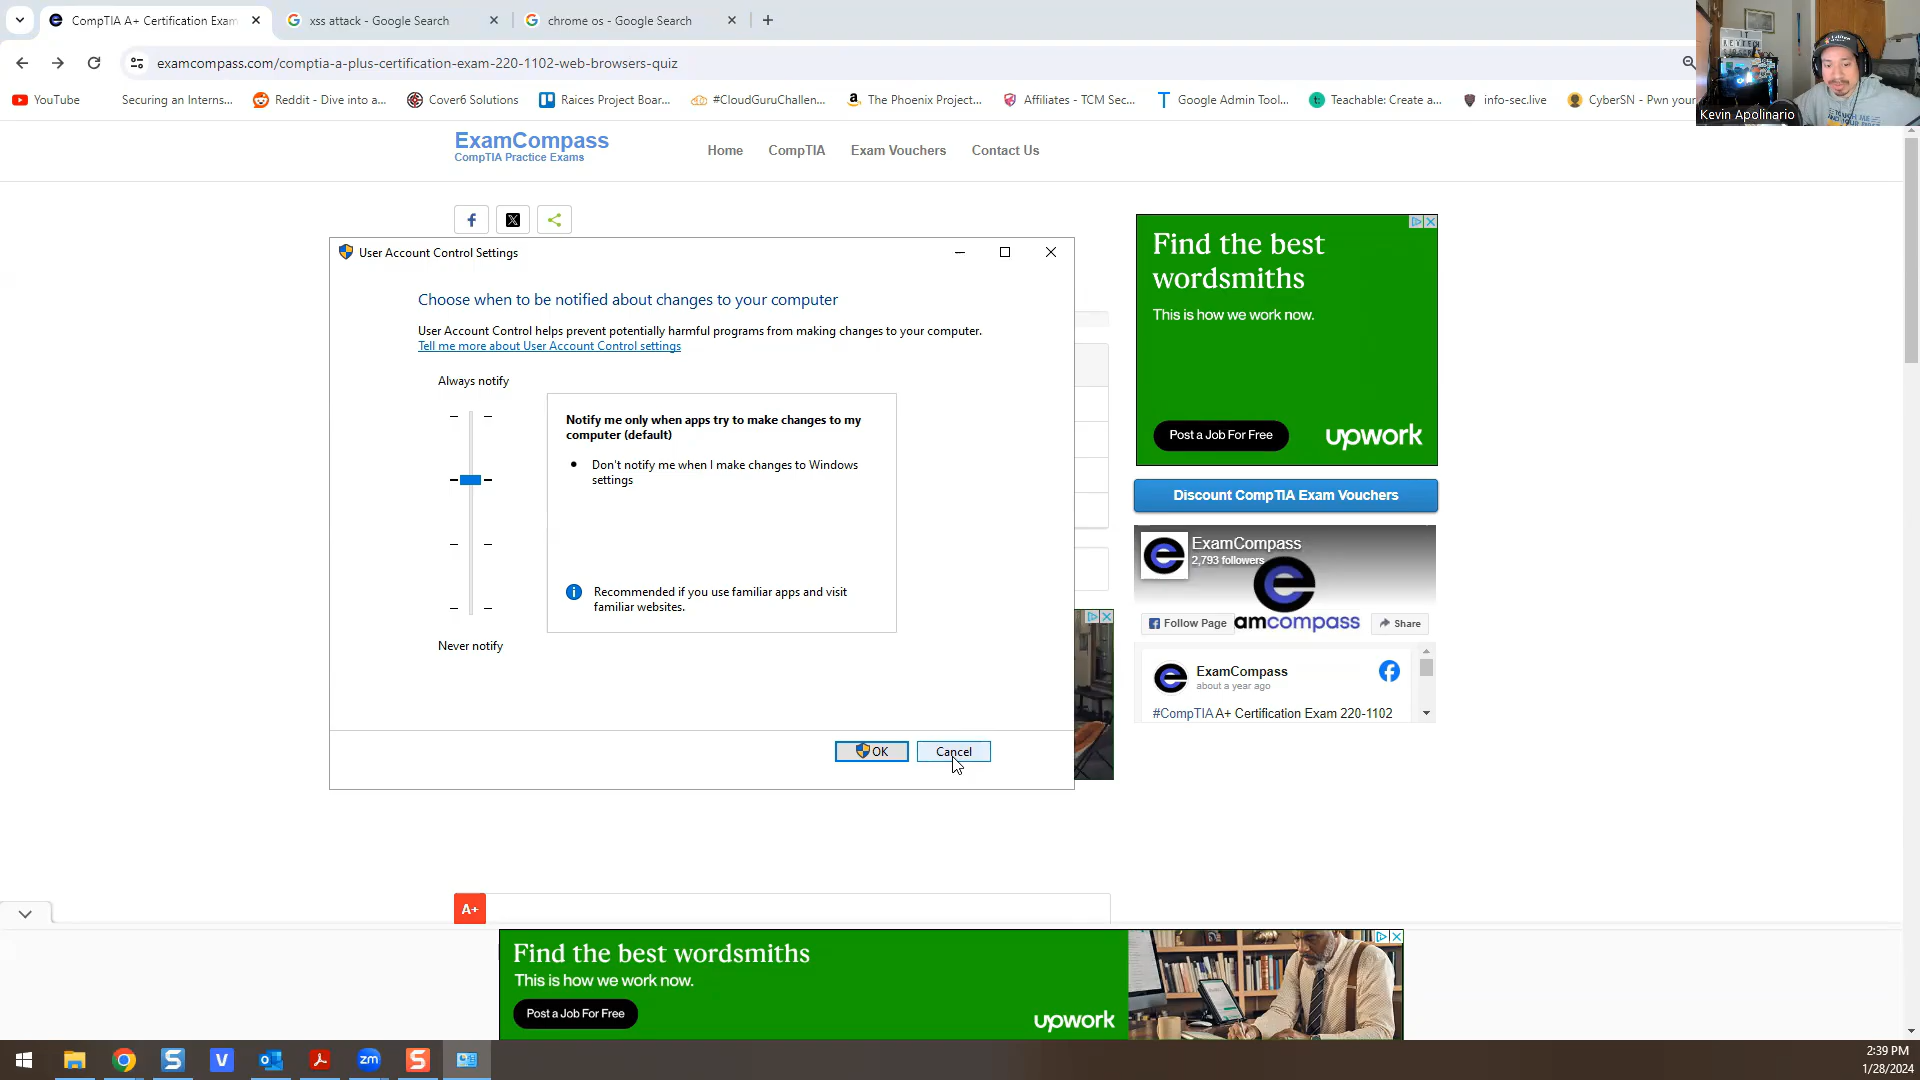 CompTIA A+ Certification Exam
xss attack - Google Search
chrome os - Google Search
examcompass.com/comptia-a-plus-certification-exam-220-1102-web-browsers-quiz
YouTube
Securing an Interns...
Reddit - Dive into a...
Cover6 Solutions
Raices Project Boar...
#CloudGuruChallen...
The Phoenix Project...
Affiliates - TCM Sec...
Google Admin Tool...
Teachable: Create a...
info-sec.live
CyberSN - Pwn your
Kevin Apolinario
ExamCompass
CompTIA Practice Exams
Home
CompTIA
Exam Vouchers
Contact Us
User Account Control Settings
Choose when to be notified about changes to your computer
User Account Control helps prevent potentially harmful programs from making changes to your computer.
Tell me more about User Account Control settings
Always notify
Notify me only when apps try to make changes to my
computer (default)
Don't notify me when I make changes to Windows
settings
Recommended if you use familiar apps and visit
familiar websites.
Never notify
OK
Cancel
Find the best
wordsmiths
This is how we work now.
Post a Job For Free
upwork
Discount CompTIA Exam Vouchers
ExamCompass
2,793 followers
Follow Page
amcompass
Share
ExamCompass
about a year ago
#CompTIA A+ Certification Exam 220-1102
A+
Find the best wordsmiths
This is how we work now.
Post a Job For Free
upwork
zm
2:39 PM
1/28/2024